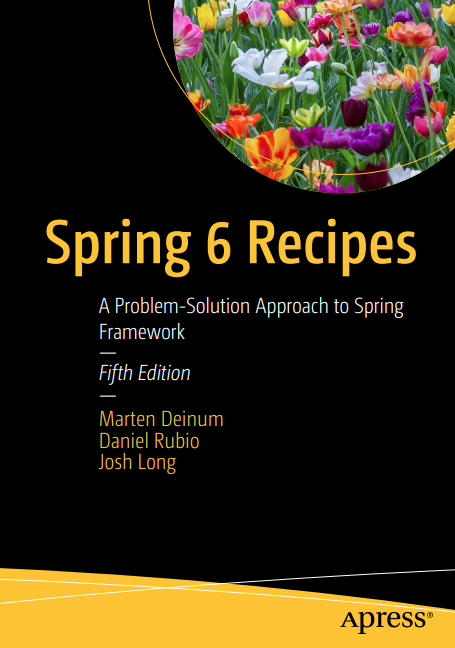 Spring 6 Recipes
A Problem-Solution Approach to Spring
Framework
—
Fifth Edition
—
Marten Deinum
Daniel Rubio
Josh Long
Apress®